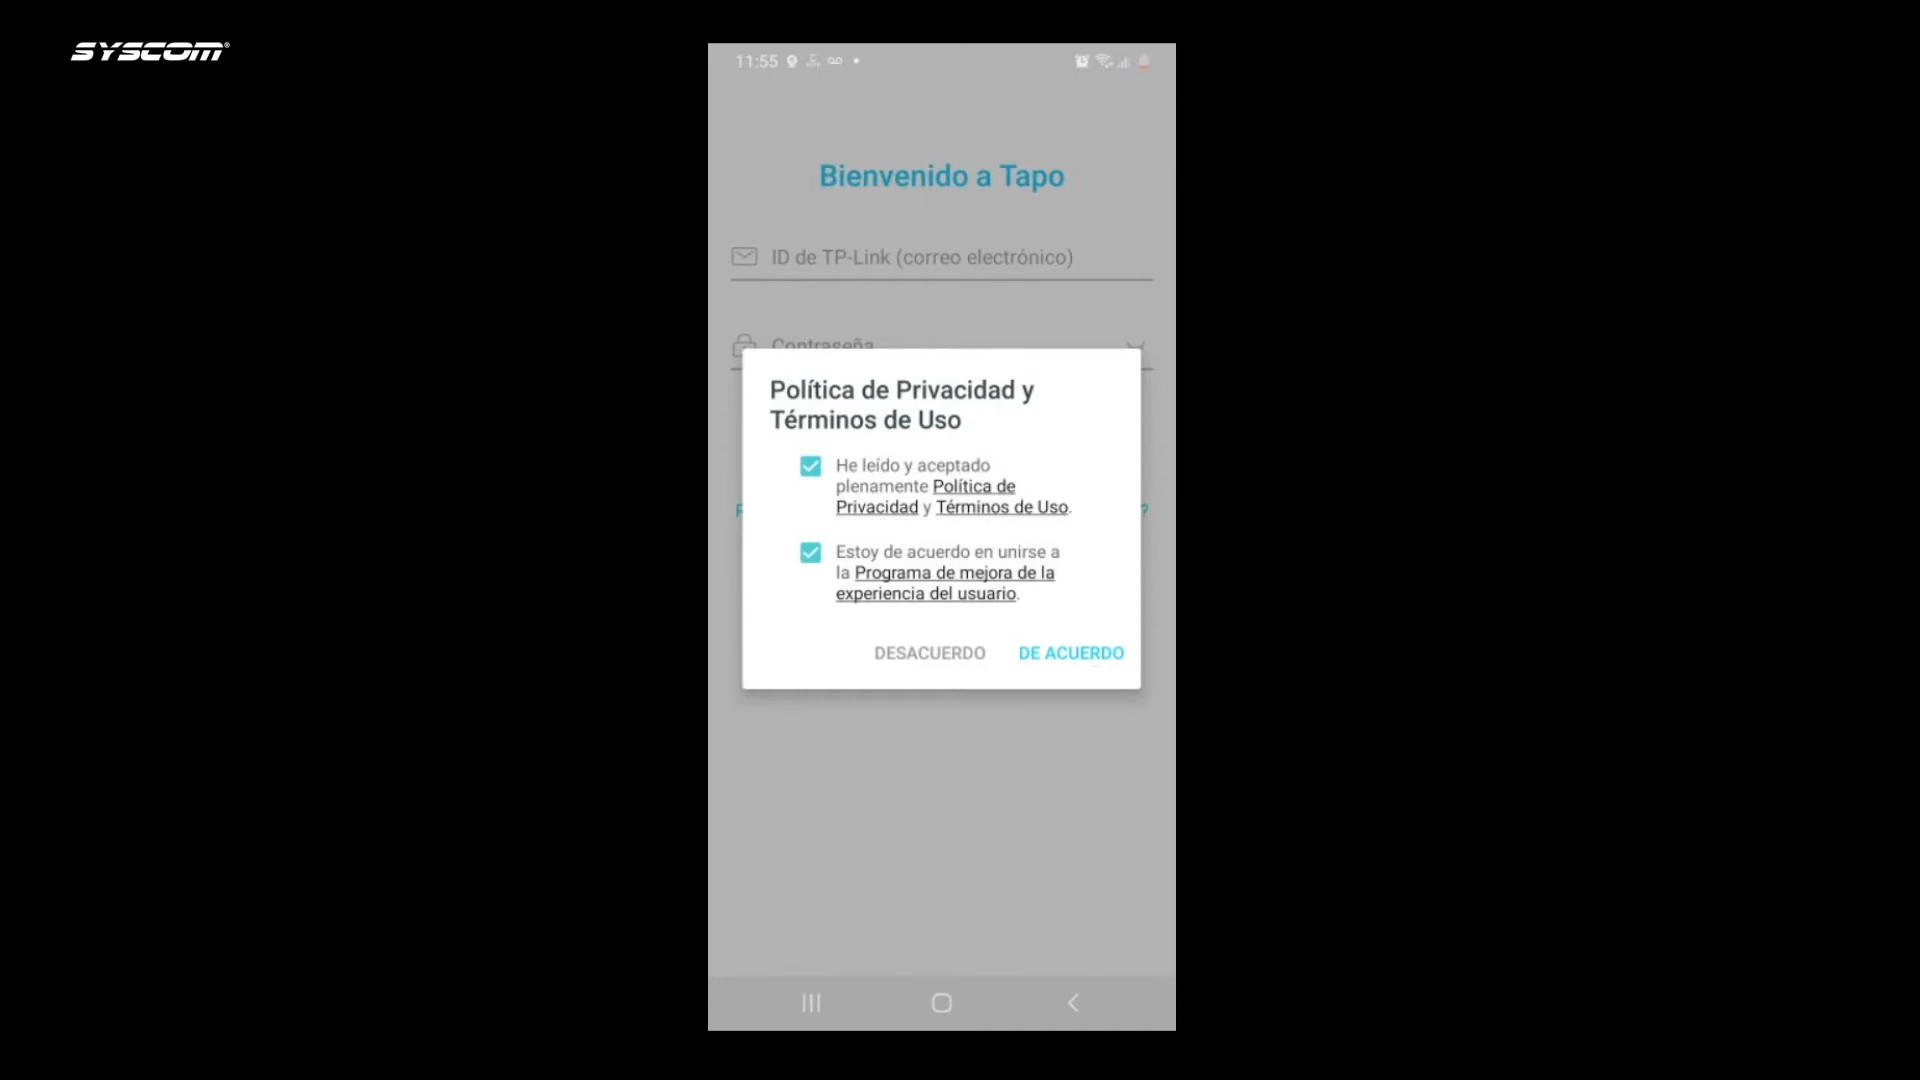 SYSCOM®
11:55
Bienvenido a Tapo
ID de TP-Link (correo electrónico)
Contraseña
Política de Privacidad y
Términos de Uso
He leído y aceptado
plenamente Política de
Privacidad y Términos de Uso.
?
Estoy de acuerdo en unirse a
la Programa de mejora de la
experiencia del usuario.
DESACUERDO DE ACUERDO